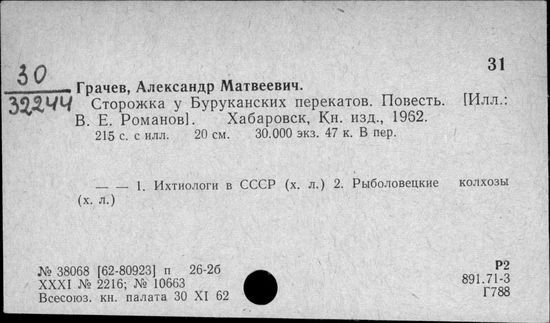 31
30
32244
Грачев, Александр Матвеевич.
Сторожка у Буруканских перекатов. Повесть. [Илл.:
В. Е. Романов]. Хабаровск, Кн. изд., 1962.
215 с. с илл. 20 см. 30.000 экз. 47 к. В пер.
— — 1. Ихтиологи в СССР (х. л.) 2. Рыболовецкие колхозы
(х. л.)
№ 38068 [62-80923] п 26-2б
XXXI № 2216; № 10663
Всесоюз. кн. палата 30 XI 62
Р2
891.71-3
Г788